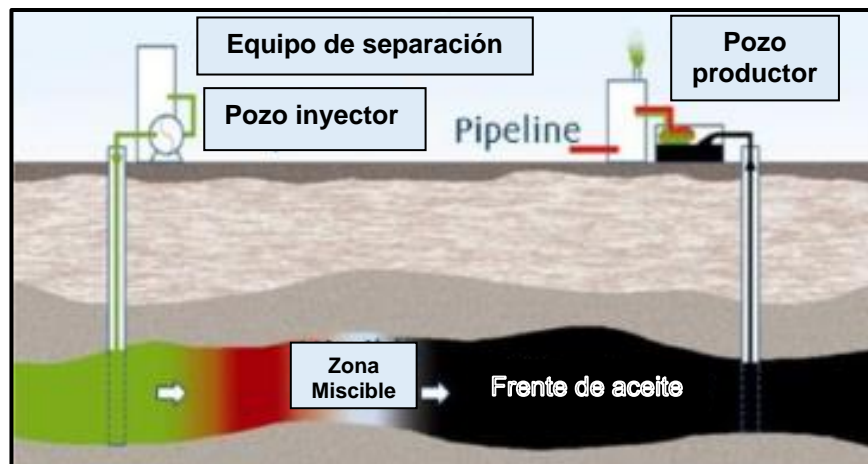 Equipo de separación
Pozo
productor
Pozo inyector
Pipeline
Zona
Miscible
Frente de aceite